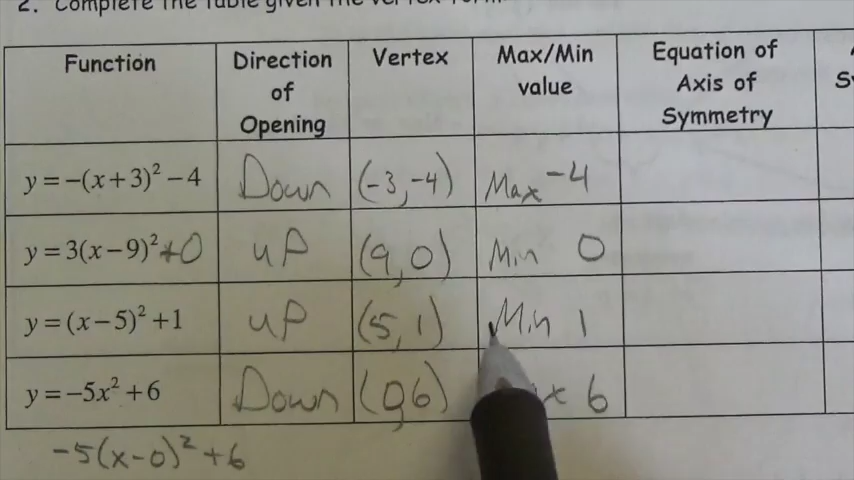 2. Complete the table given the vertex form
Function
Direction of Opening
Vertex
Max/Min value
Equation of Axis of Symmetry
y = -(x+3)² - 4
Down
(-3, -4)
Max -4
y = 3(x-9)² +0
up
(9, 0)
Min 0
y = (x-5)² +1
up
(5, 1)
Min 1
y = -5x² + 6
Down
(0, 6)
6
-5(x-0)² + 6